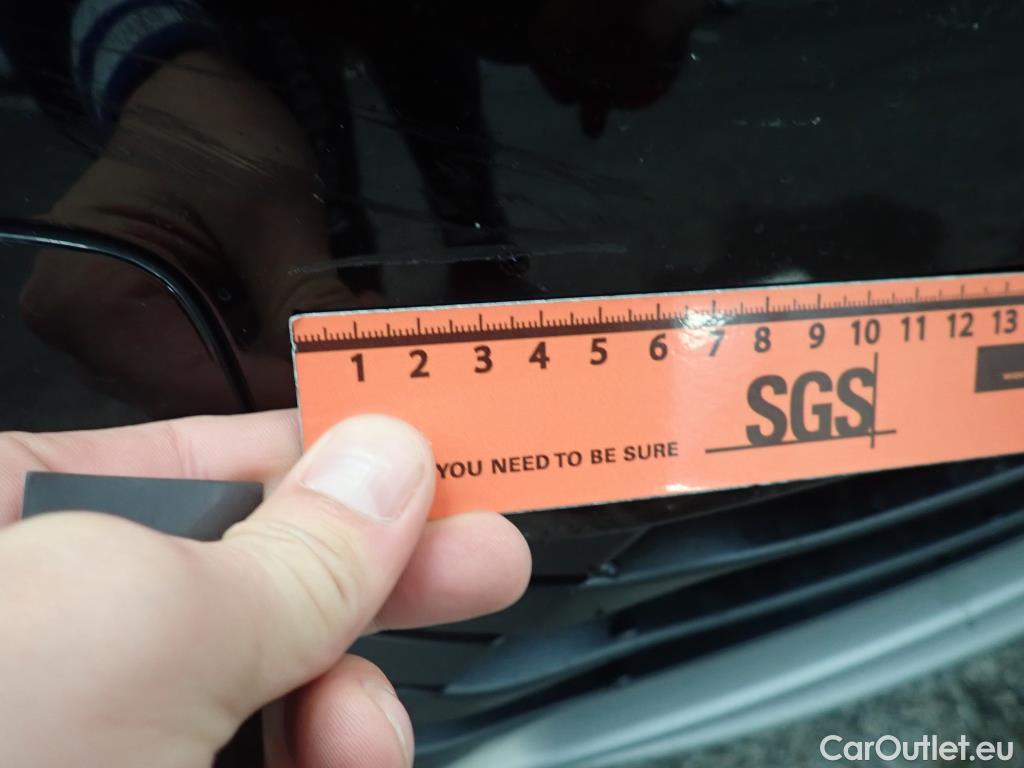 1 2 3 4 5 6 7 8 9 10 11 12 13
SGS
YOU NEED TO BE SURE
CarOutlet.eu